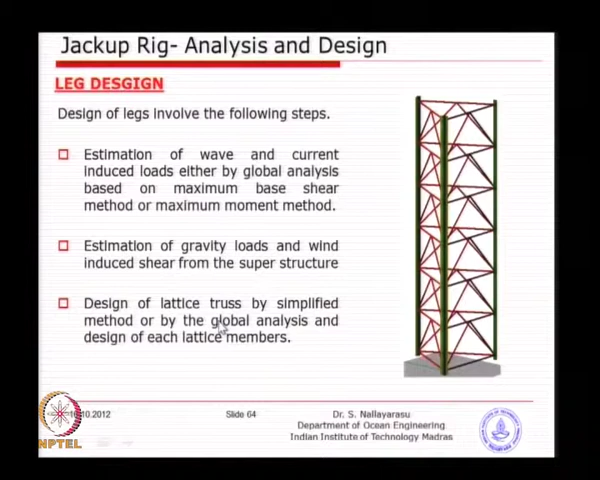 Jackup Rig- Analysis and Design
LEG DESGIGN
Design of legs involve the following steps.
Estimation of wave and current
induced loads either by global analysis
based on maximum base shear
method or maximum moment method.
Estimation of gravity loads and wind
induced shear from the super structure
Design of lattice truss by simplified
method or by the global analysis and
design of each lattice members.
10.2012
Slide 64
Dr. S. Nallayarasu
Department of Ocean Engineering
Indian Institute of Technology Madras
NPTEL